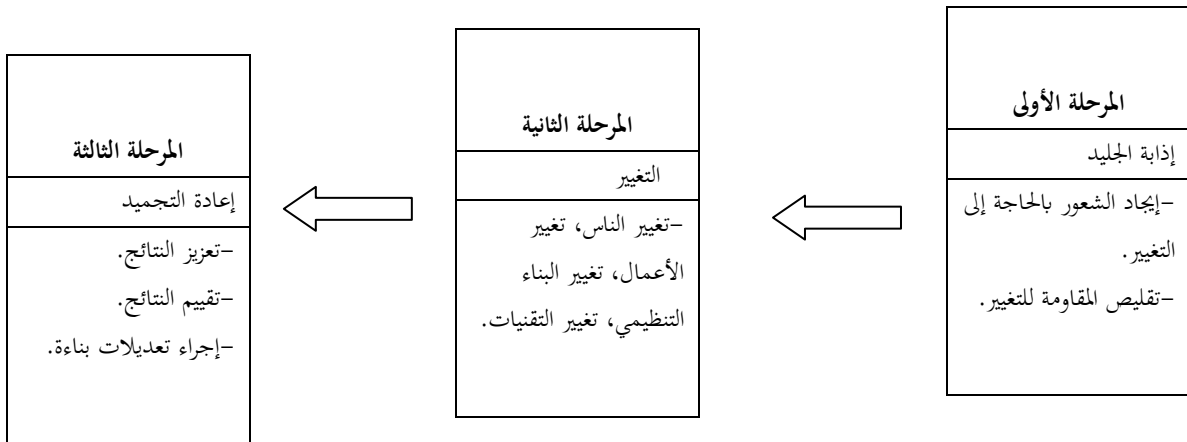 المرحلة الأولى
إذابة الجليد
-إيجاد الشعور بالحاجة إلى
التغيير.
-تقليص المقاومة للتغيير.
المرحلة الثانية
التغيير
-تغيير الناس، تغيير
الأعمال، تغيير البناء
التنظيمي، تغيير التقنيات.
المرحلة الثالثة
إعادة التجميد
-تعزيز النتائج.
-تقييم النتائج.
-إجراء تعديلات بناءة.